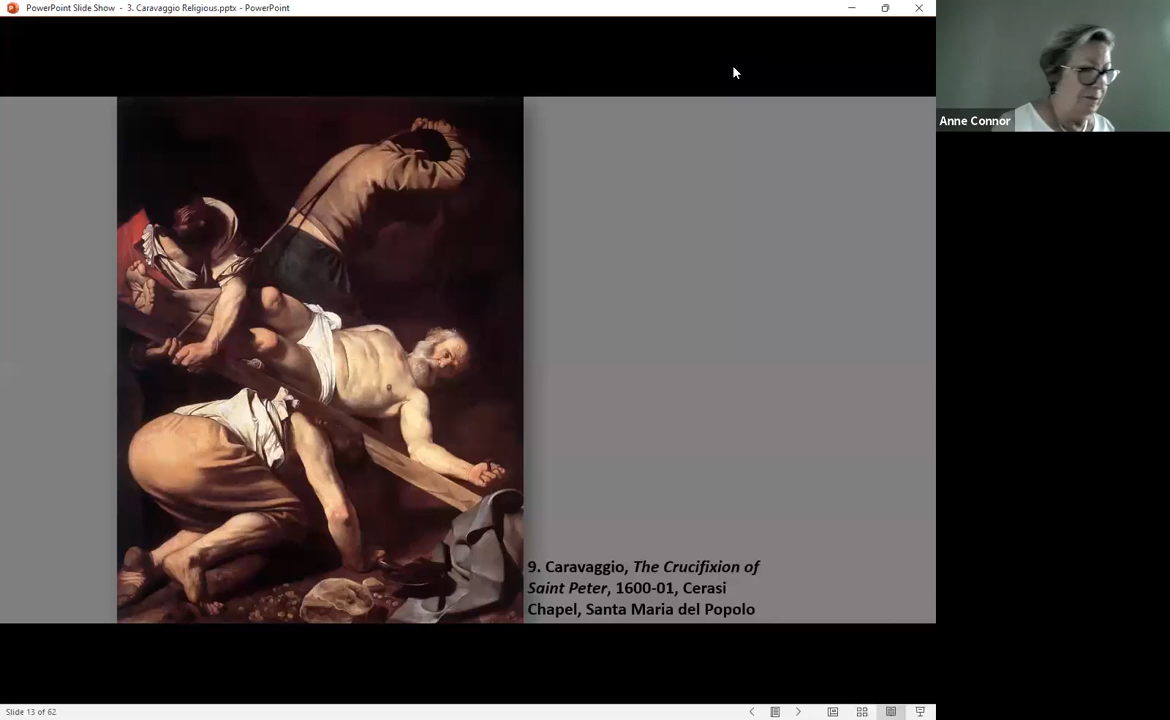 PowerPoint Slide Show - 3. Caravaggio Religious.pptx - PowerPoint
Anne Connor
9. Caravaggio, The Crucifixion of
Saint Peter, 1600-01, Cerasi
Chapel, Santa Maria del Popolo
Slide 13 of 62